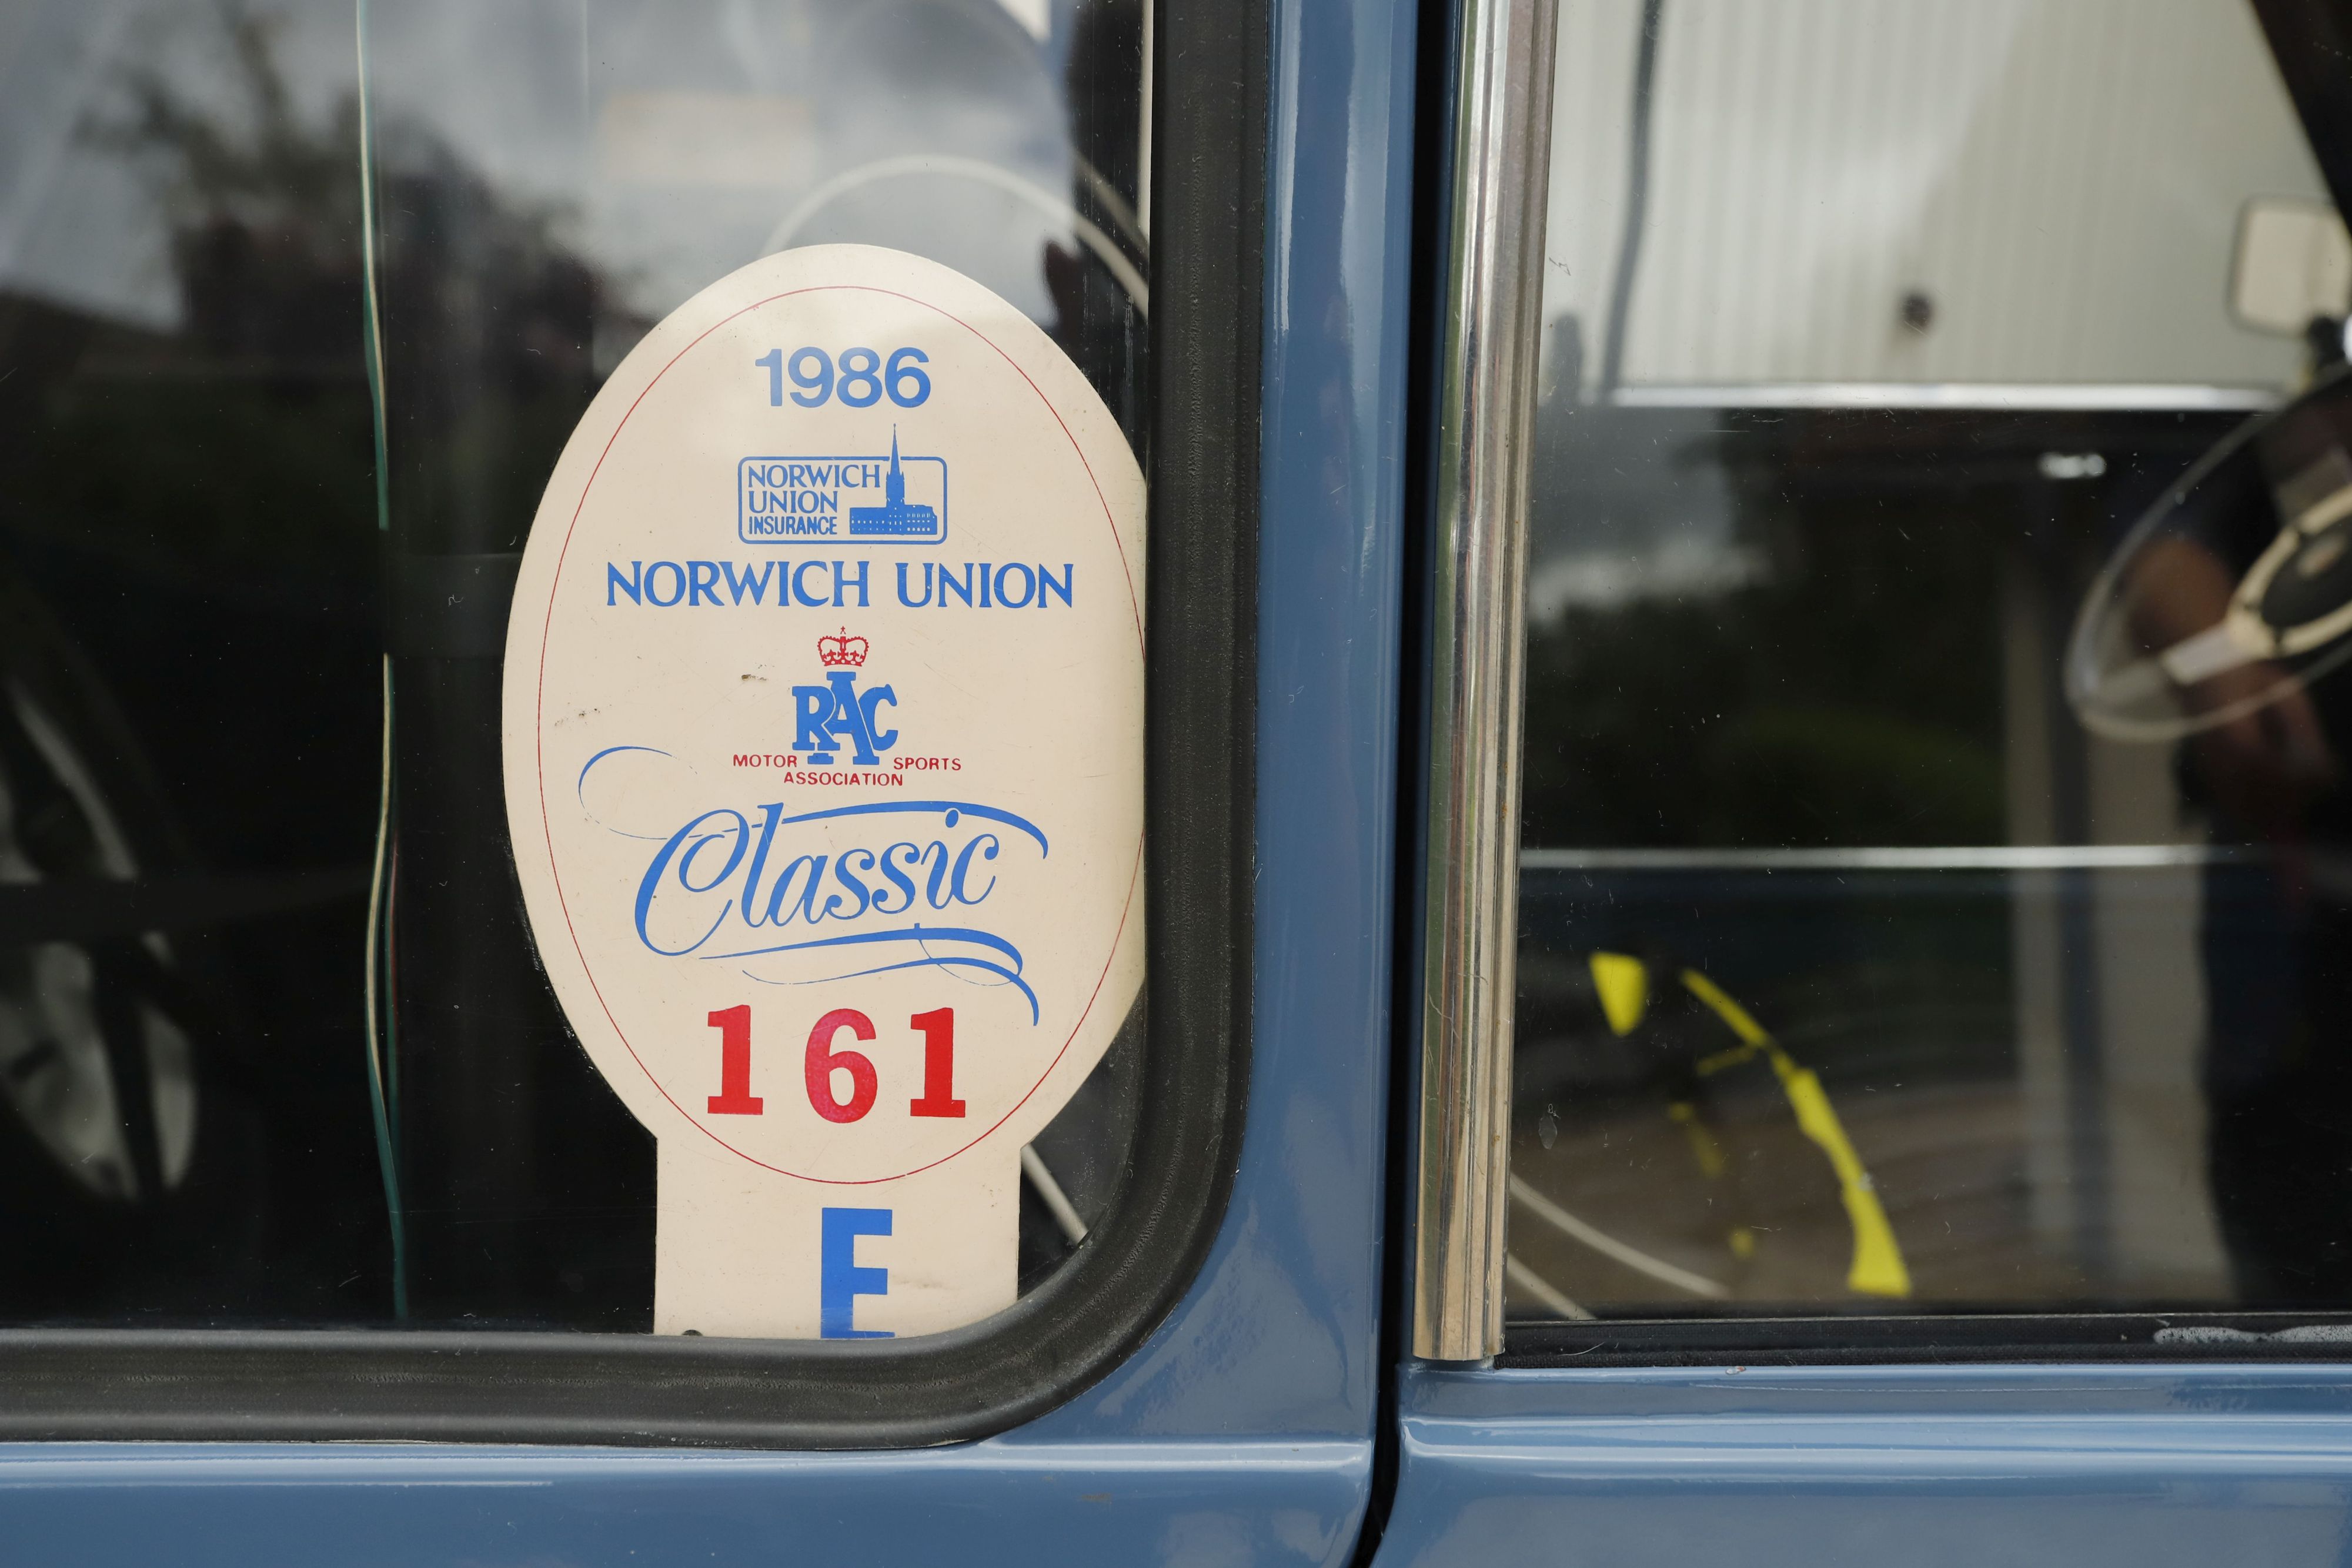 1986
NORWICH
UNION
INSURANCE
NORWICH UNION
RAC
MOTOR SPORTS
ASSOCIATION
Classic
161
E